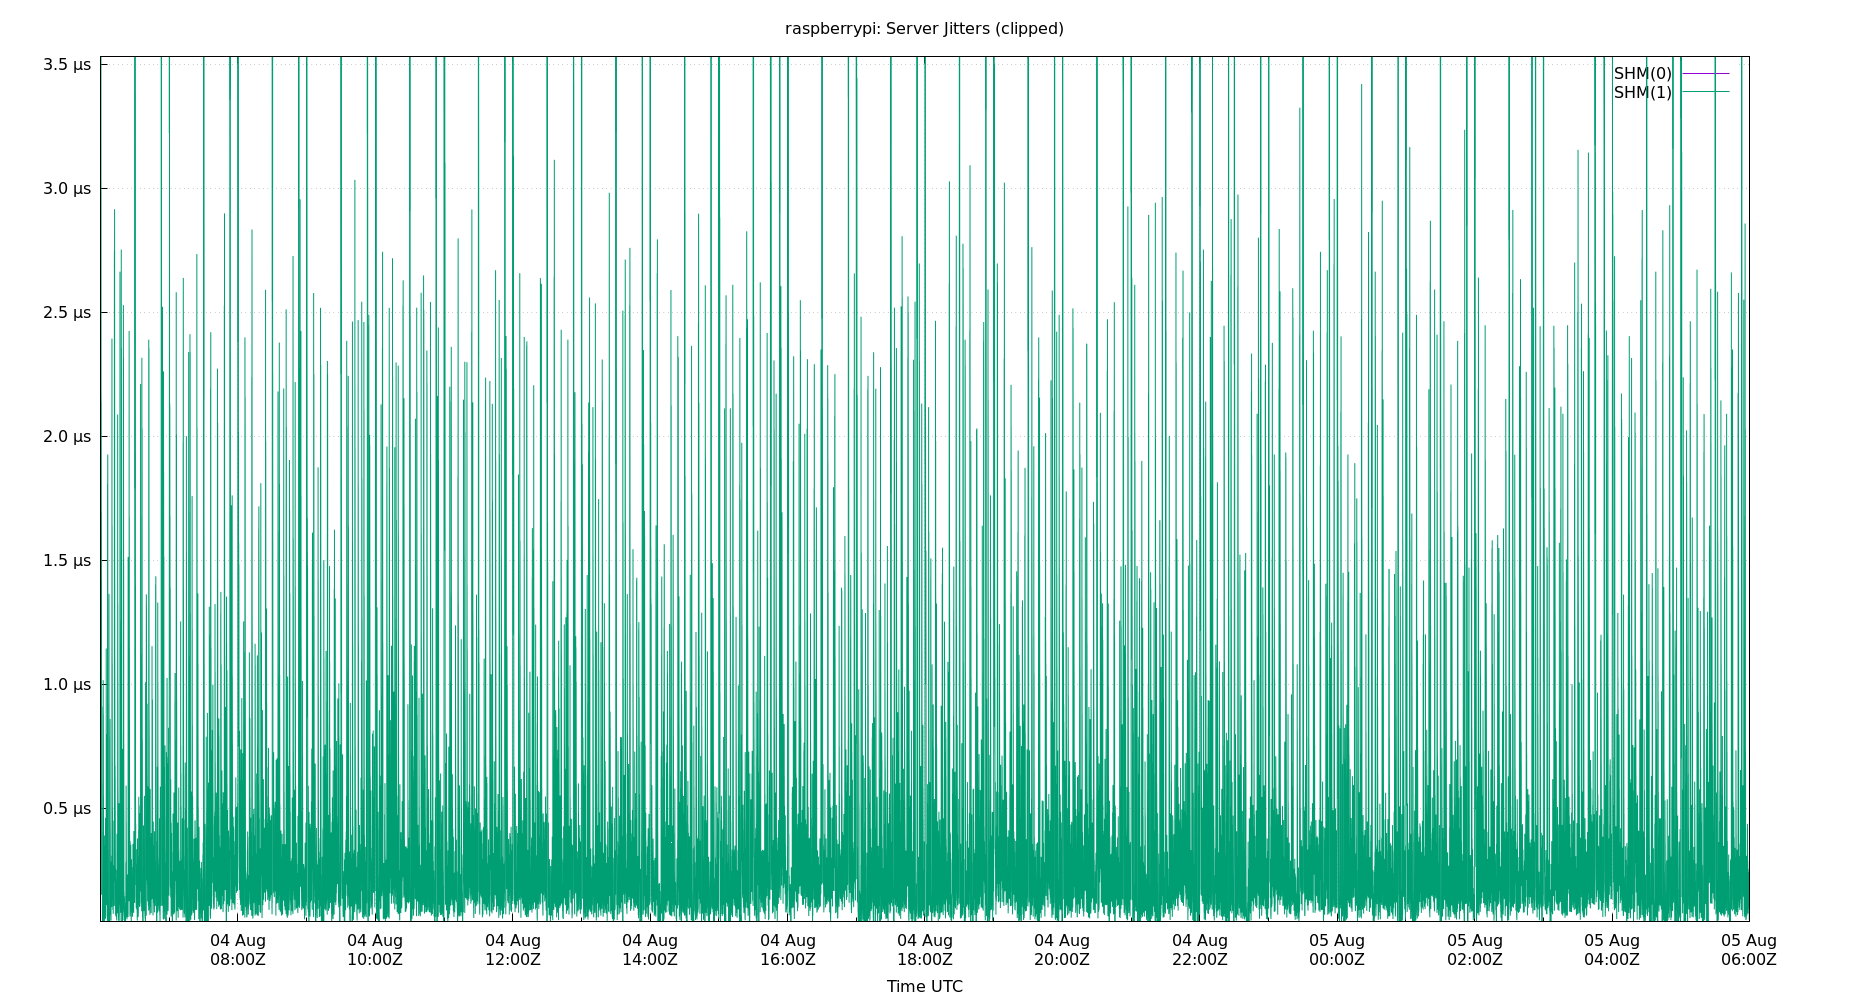 raspberrypi: Server Jitters (clipped)
3.5 µs
3.0 µs
2.5 µs
2.0 µs
1.5 µs
1.0 µs
0.5 µs
SHM(0)
SHM(1)
04 Aug 04 Aug 04 Aug 04 Aug 04 Aug 04 Aug 04 Aug 04 Aug 05 Aug 05 Aug 05 Aug 05 Aug
08:00Z 10:00Z 12:00Z 14:00Z 16:00Z 18:00Z 20:00Z 22:00Z 00:00Z 02:00Z 04:00Z 06:00Z
Time UTC